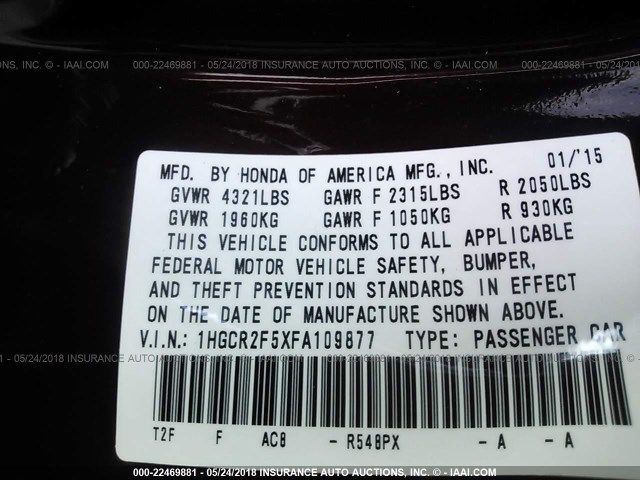 INC. - IAAI.COM 000-22469881 - 05/24/2018 INSURANCE AUTO AUCTIONS, INC. - IAAI.COM 000-22469881 - 05/24/2018
MFD. BY HONDA OF AMERICA MFG., INC. 01/'15
GVWR 4321LBS GAWR F 2315LBS R 2050LBS
GVWR 1960KG GAWR F 1050KG R 930KG
THIS VEHICLE CONFORMS TO ALL APPLICABLE
FEDERAL MOTOR VEHICLE SAFETY, BUMPER,
AND THEFT PREVENTION STANDARDS IN EFFECT
ON THE DATE OF MANUFACTURE SHOWN ABOVE.
V.I.N.: 1HGCR2F5XFA109877 TYPE: PASSENGER CAR
T2F F AC8 - R548PX - A - A
000-22469881 - 05/24/2018 INSURANCE AUTO AUCTIONS, INC. - IAAI.COM